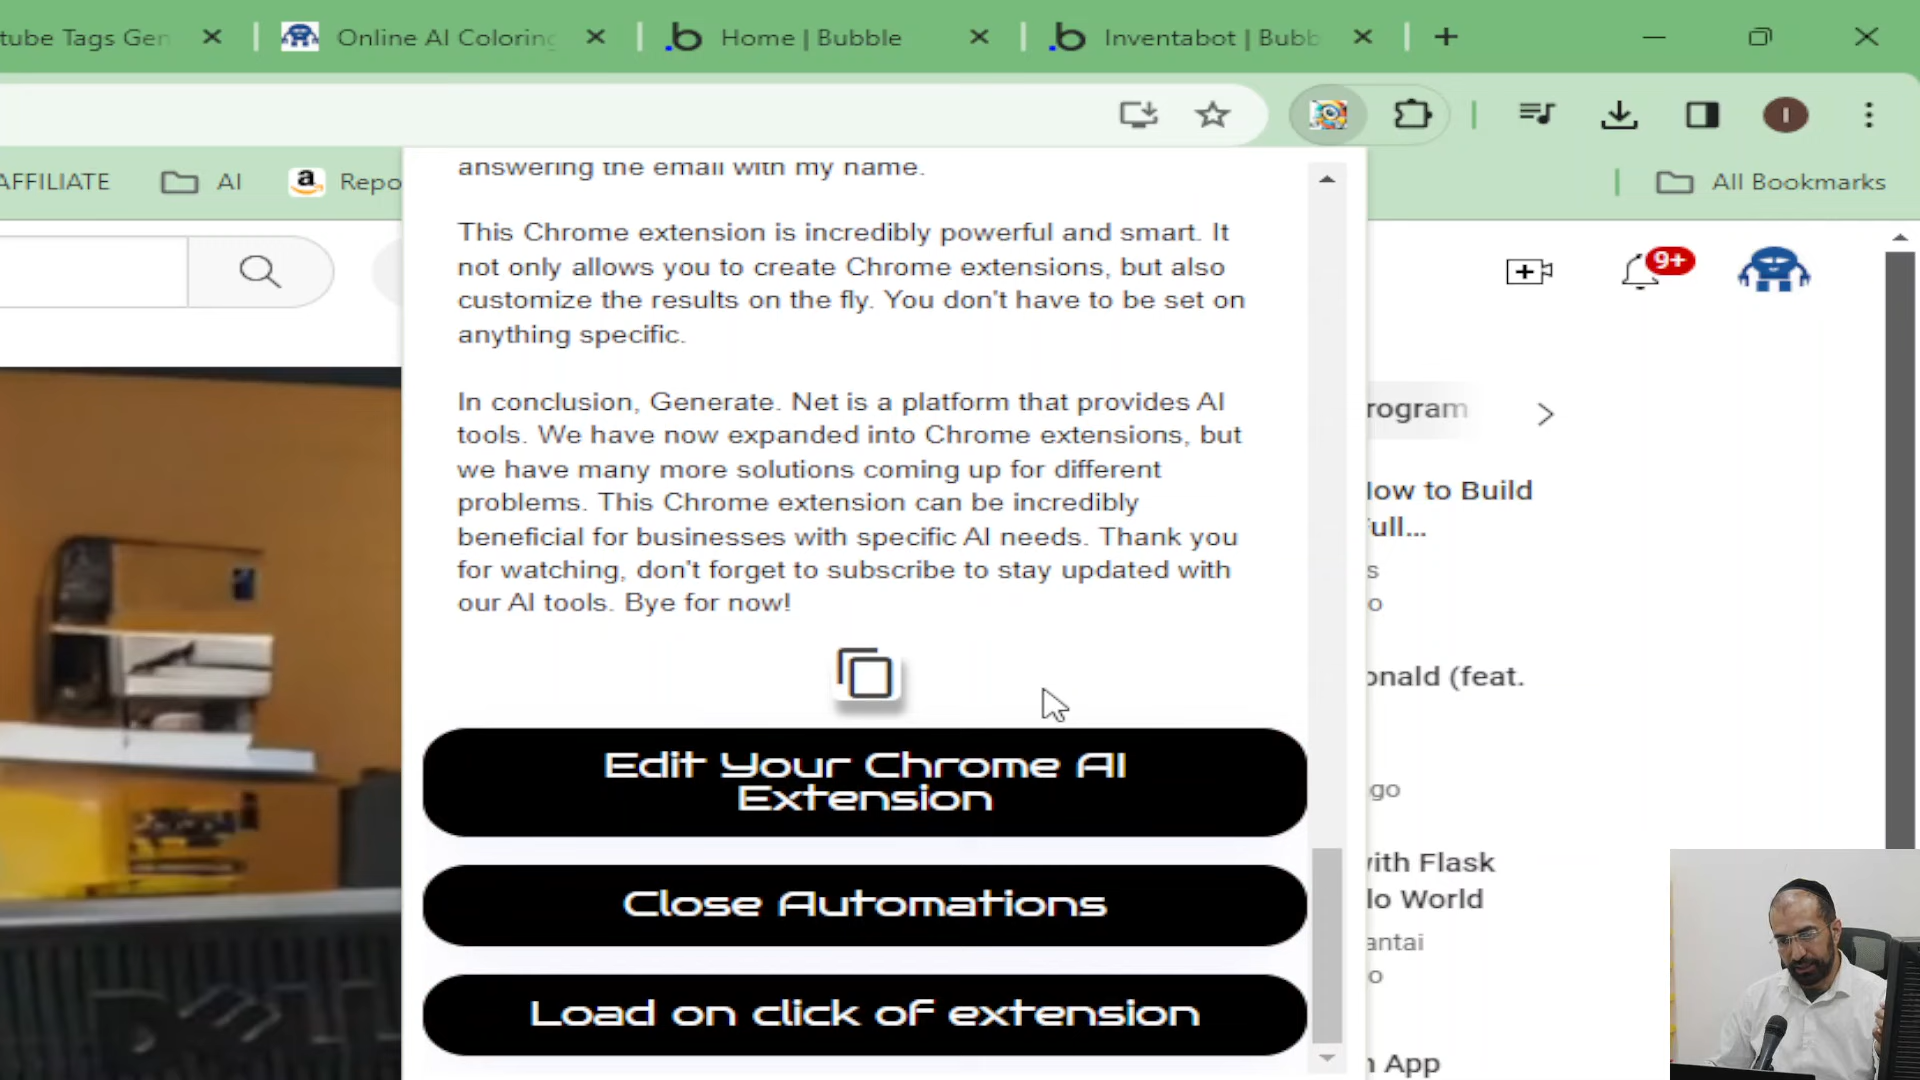 tube Tags Gen
Online AI Coloring
Home | Bubble
Inventabot | Bubb
AFFILIATE
AI
Repo
All Bookmarks
answering the email with my name.
This Chrome extension is incredibly powerful and smart. It
not only allows you to create Chrome extensions, but also
customize the results on the fly. You don't have to be set on
anything specific.
In conclusion, Generate. Net is a platform that provides AI
tools. We have now expanded into Chrome extensions, but
we have many more solutions coming up for different
problems. This Chrome extension can be incredibly
beneficial for businesses with specific AI needs. Thank you
for watching, don't forget to subscribe to stay updated with
our AI tools. Bye for now!
Edit Your Chrome AI
Extension
Close Automations
Load on click of extension
I
9+
rogram
How to Build
Full...
s
o
onald (feat.
go
with Flask
lo World
antai
o
n App